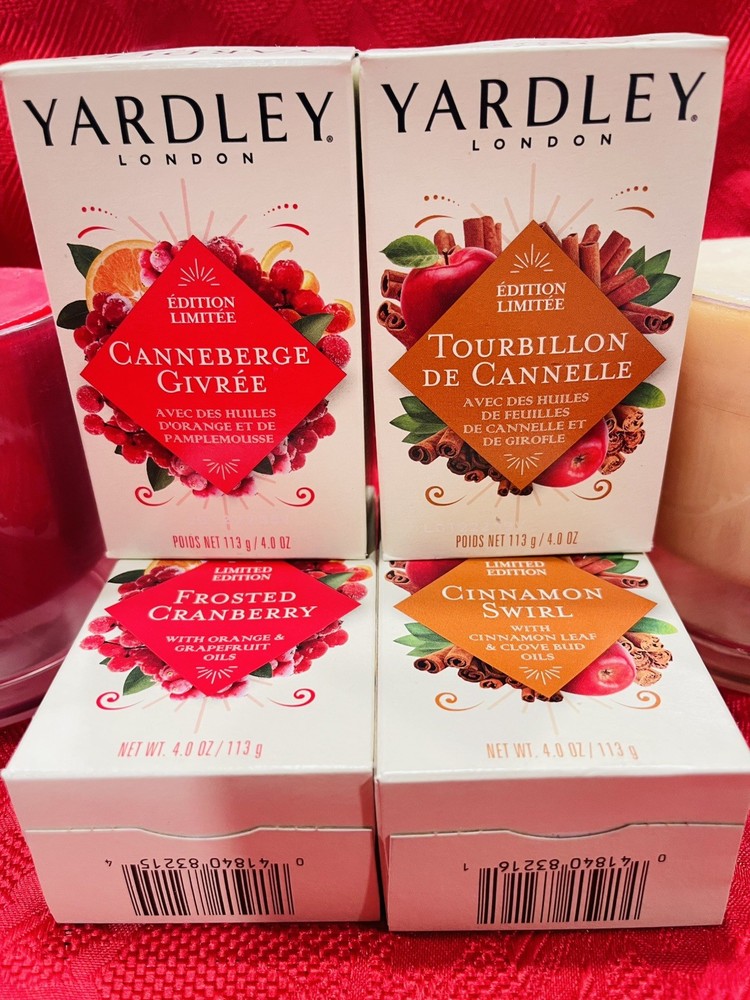 YARDLEY®
LONDON
ÉDITION
LIMITÉE
CANNEBERGE
GIVRÉE
AVEC DES HUILES
D'ORANGE ET DE
PAMPLEMOUSSE
POIDS NET 113 g / 4.0 OZ
YARDLEY®
LONDON
ÉDITION
LIMITÉE
TOURBILLON
DE CANNELLE
AVEC DES HUILES
DE FEUILLES
DE CANNELLE ET
DE GIROFLE
POIDS NET 113 g / 4.0 OZ
LIMITED
EDITION
FROSTED
CRANBERRY
WITH ORANGE &
GRAPEFRUIT
OILS
NET WT. 4.0 OZ / 113 g
0 41840 83215 4
LIMITED
EDITION
CINNAMON
SWIRL
WITH
CINNAMON LEAF
& CLOVE BUD
OILS
NET WT. 4.0 OZ / 113 g
0 41840 83216 1